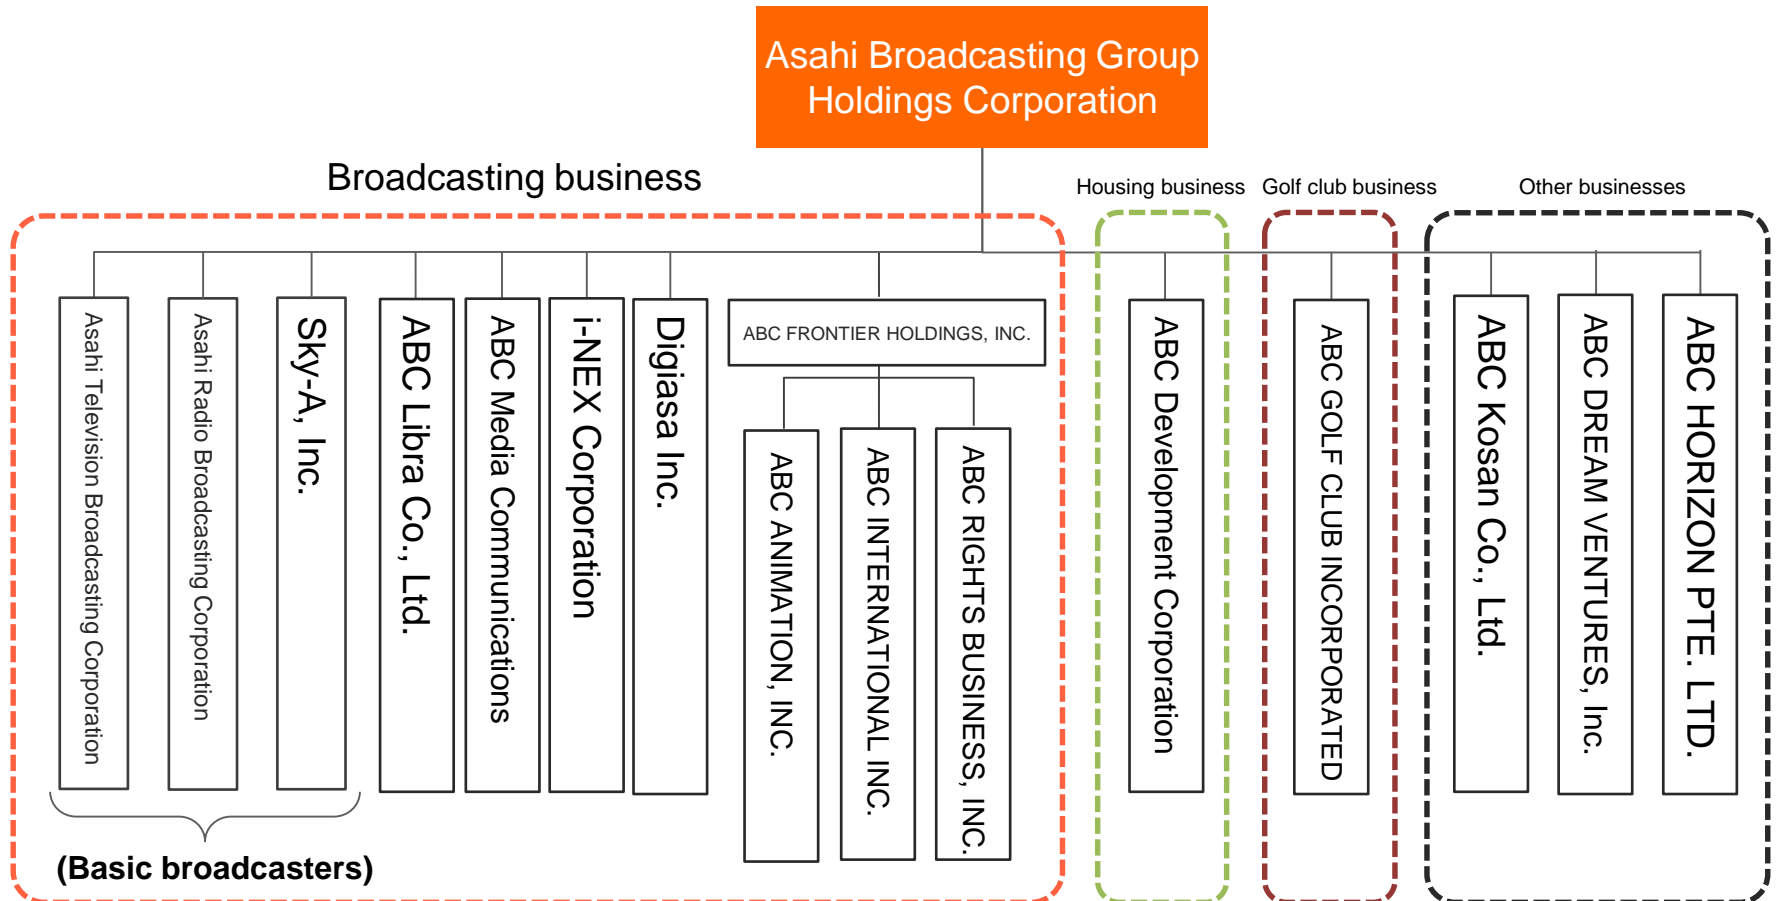 Asahi Broadcasting Group
Holdings Corporation
Broadcasting business
Housing business
Golf club business
Other businesses
Asahi Television Broadcasting Corporation
Asahi Radio Broadcasting Corporation
Sky-A, Inc.
ABC Libra Co., Ltd.
ABC Media Communications
i-NEX Corporation
Digiasa Inc.
ABC FRONTIER HOLDINGS, INC.
ABC ANIMATION, INC.
ABC INTERNATIONAL INC.
ABC RIGHTS BUSINESS, INC.
ABC Development Corporation
ABC GOLF CLUB INCORPORATED
ABC Kosan Co., Ltd.
ABC DREAM VENTURES, Inc.
ABC HORIZON PTE. LTD.
(Basic broadcasters)